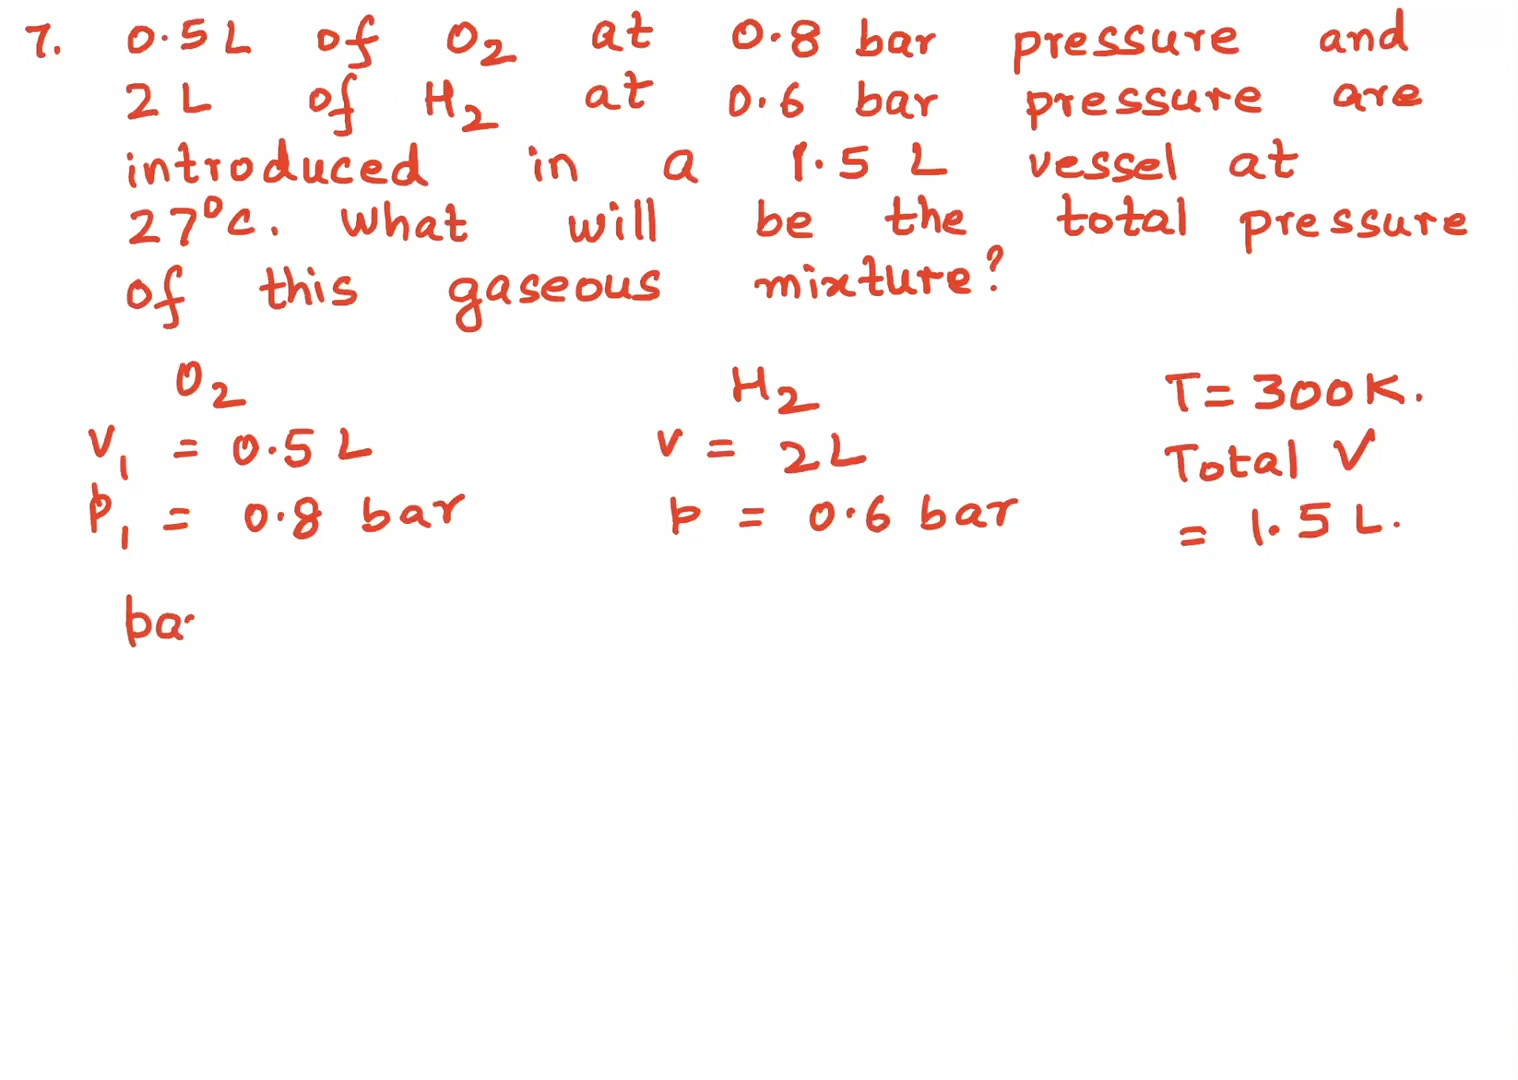 7. 0.5 L of O₂ at 0.8 bar pressure and
2 L of H₂ at 0.6 bar pressure are
introduced in a 1.5 L vessel at
27°C. What will be the total pressure
of this gaseous mixture?
O₂ H₂ T = 300 K.
V₁ = 0.5 L V = 2 L Total V
p₁ = 0.8 bar p = 0.6 bar = 1.5 L.